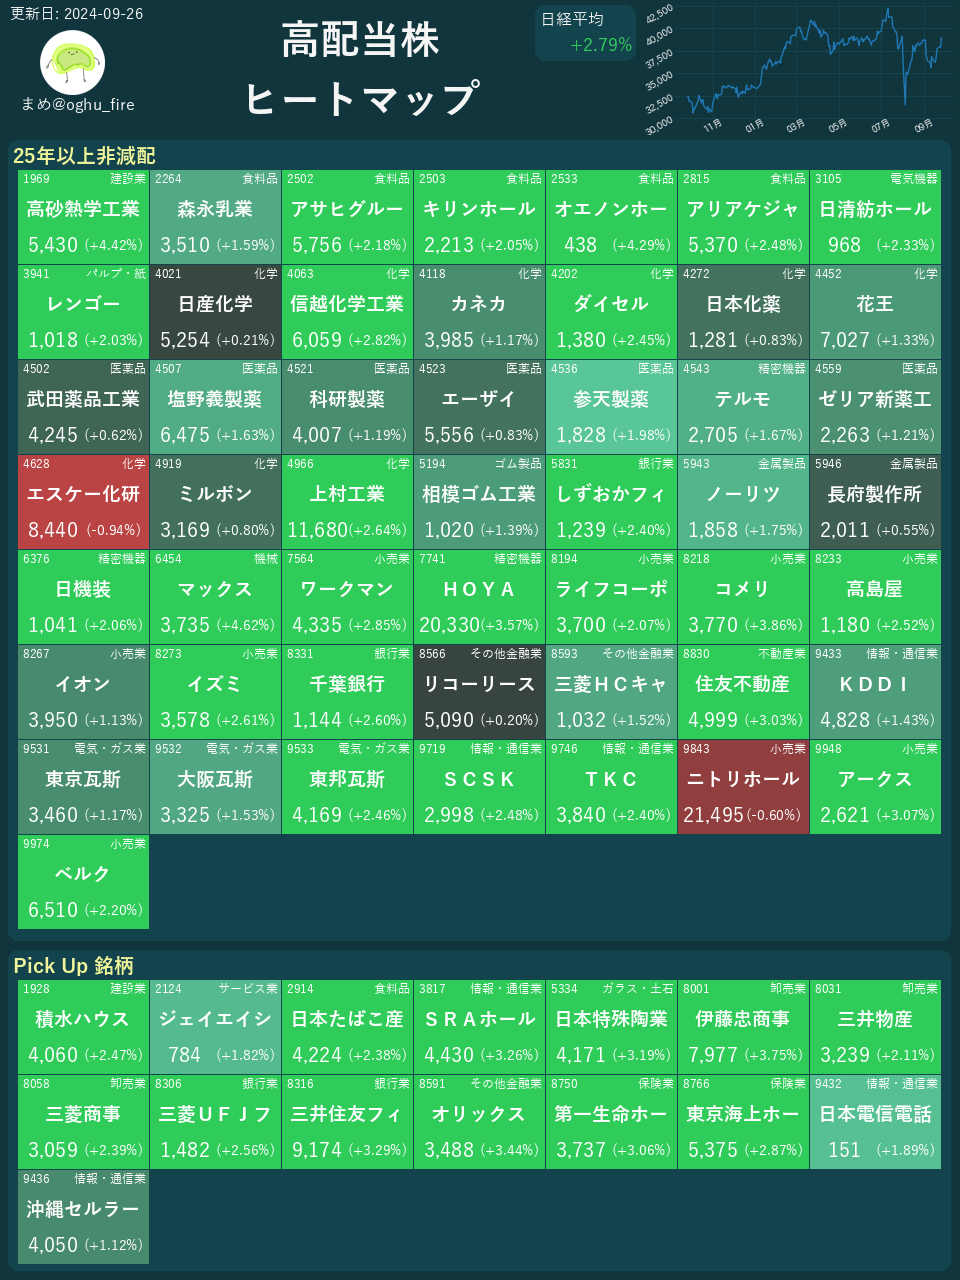 更新日: 2024-09-26
まめ@oghu_fire
高配当株
ヒートマップ
日経平均
+2.79%
42,500
40,000
37,500
35,000
32,500
30,000
11月 01月 03月 05月 07月 09月
25年以上非減配
1969 建設業 2264 食料品 2502 食料品 2503 食料品 2533 食料品 2815 食料品 3105 電気機器
高砂熱学工業 森永乳業 アサヒグルー キリンホール オエノンホー アリアケジャ 日清紡ホール
5,430 (+4.42%) 3,510 (+1.59%) 5,756 (+2.18%) 2,213 (+2.05%) 438 (+4.29%) 5,370 (+2.48%) 968 (+2.33%)
3941 パルプ・紙 4021 化学 4063 化学 4118 化学 4202 化学 4272 化学 4452 化学
レンゴー 日産化学 信越化学工業 カネカ ダイセル 日本化薬 花王
1,018 (+2.03%) 5,254 (+0.21%) 6,059 (+2.82%) 3,985 (+1.17%) 1,380 (+2.45%) 1,281 (+0.83%) 7,027 (+1.33%)
4502 医薬品 4507 医薬品 4521 医薬品 4523 医薬品 4536 医薬品 4543 精密機器 4559 医薬品
武田薬品工業 塩野義製薬 科研製薬 エーザイ 参天製薬 テルモ ゼリア新薬工
4,245 (+0.62%) 6,475 (+1.63%) 4,007 (+1.19%) 5,556 (+0.83%) 1,828 (+1.98%) 2,705 (+1.67%) 2,263 (+1.21%)
4628 化学 4919 化学 4966 化学 5194 ゴム製品 5831 銀行業 5943 金属製品 5946 金属製品
エスケー化研 ミルボン 上村工業 相模ゴム工業 しずおかフィ ノーリツ 長府製作所
8,440 (-0.94%) 3,169 (+0.80%) 11,680(+2.64%) 1,020 (+1.39%) 1,239 (+2.40%) 1,858 (+1.75%) 2,011 (+0.55%)
6376 精密機器 6454 機械 7564 小売業 7741 精密機器 8194 小売業 8218 小売業 8233 小売業
日機装 マックス ワークマン ＨＯＹＡ ライフコーポ コメリ 高島屋
1,041 (+2.06%) 3,735 (+4.62%) 4,335 (+2.85%) 20,330(+3.57%) 3,700 (+2.07%) 3,770 (+3.86%) 1,180 (+2.52%)
8267 小売業 8273 小売業 8331 銀行業 8566 その他金融業 8593 その他金融業 8830 不動産業 9433 情報・通信業
イオン イズミ 千葉銀行 リコーリース 三菱ＨＣキャ 住友不動産 ＫＤＤＩ
3,950 (+1.13%) 3,578 (+2.61%) 1,144 (+2.60%) 5,090 (+0.20%) 1,032 (+1.52%) 4,999 (+3.03%) 4,828 (+1.43%)
9531 電気・ガス業 9532 電気・ガス業 9533 電気・ガス業 9719 情報・通信業 9746 情報・通信業 9843 小売業 9948 小売業
東京瓦斯 大阪瓦斯 東邦瓦斯 ＳＣＳＫ ＴＫＣ ニトリホール アークス
3,460 (+1.17%) 3,325 (+1.53%) 4,169 (+2.46%) 2,998 (+2.48%) 3,840 (+2.40%) 21,495(-0.60%) 2,621 (+3.07%)
9974 小売業
ベルク
6,510 (+2.20%)
Pick Up 銘柄
1928 建設業 2124 サービス業 2914 食料品 3817 情報・通信業 5334 ガラス・土石 8001 卸売業 8031 卸売業
積水ハウス ジェイエイシ 日本たばこ産 ＳＲＡホール 日本特殊陶業 伊藤忠商事 三井物産
4,060 (+2.47%) 784 (+1.82%) 4,224 (+2.38%) 4,430 (+3.26%) 4,171 (+3.19%) 7,977 (+3.75%) 3,239 (+2.11%)
8058 卸売業 8306 銀行業 8316 銀行業 8591 その他金融業 8750 保険業 8766 保険業 9432 情報・通信業
三菱商事 三菱ＵＦＪフ 三井住友フィ オリックス 第一生命ホー 東京海上ホー 日本電信電話
3,059 (+2.39%) 1,482 (+2.56%) 9,174 (+3.29%) 3,488 (+3.44%) 3,737 (+3.06%) 5,375 (+2.87%) 151 (+1.89%)
9436 情報・通信業
沖縄セルラー
4,050 (+1.12%)